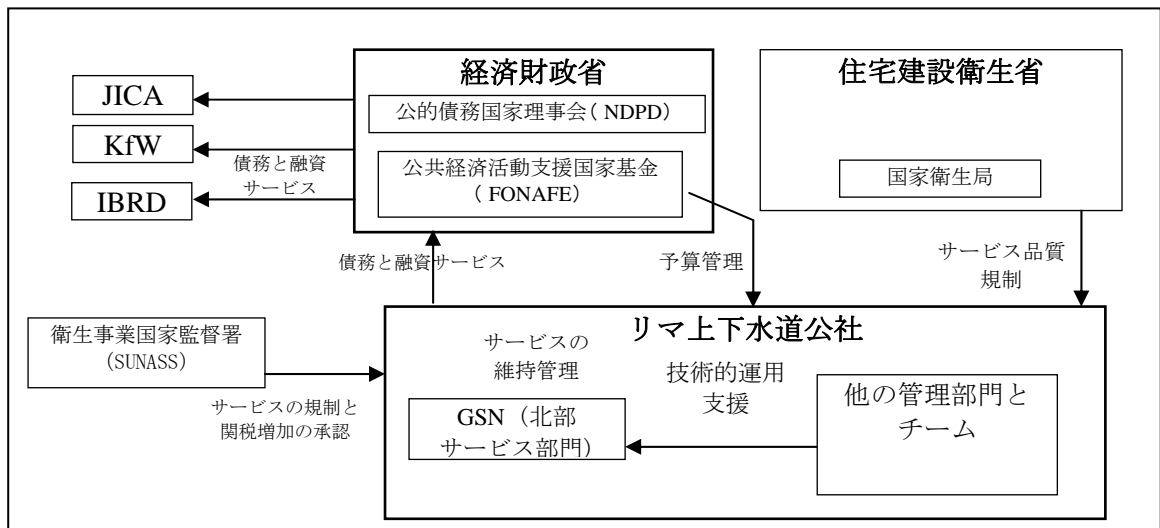 経済財政省
公的債務国家理事会( NDPD)
公共経済活動支援国家基金
( FONAFE)
住宅建設衛生省
国家衛生局
JICA
KfW
IBRD
債務と融資
サービス
債務と融資サービス
予算管理
サービス品質
規制
衛生事業国家監督署
(SUNASS)
サービスの規制と
関税増加の承認
リマ上下水道公社
サービスの
維持管理
技術的運用
支援
GSN（北部
サービス部門）
他の管理部門と
チーム